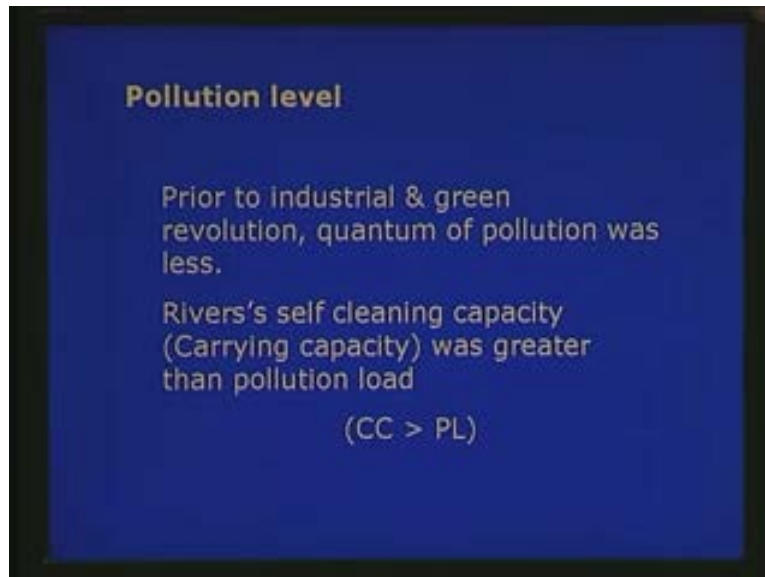 Pollution level
Prior to industrial & green
revolution, quantum of pollution was
less.
Rivers's self cleaning capacity
(Carrying capacity) was greater
than pollution load
(CC > PL)